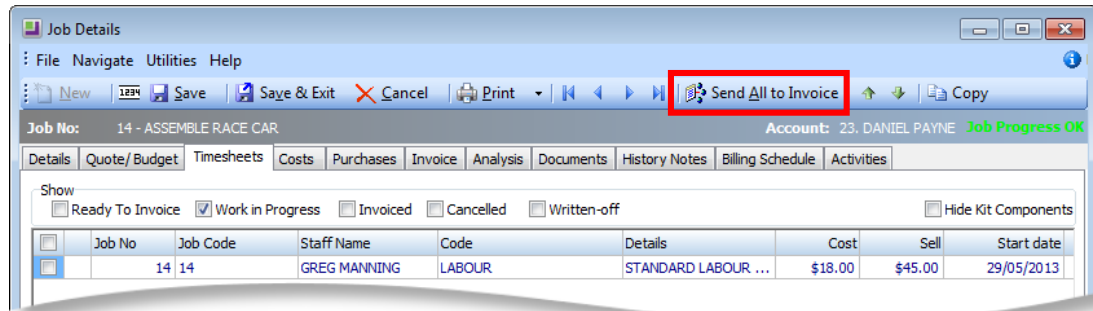 Job Details
File Navigate Utilities Help
New 1234 Save Save & Exit Cancel Print Send All to Invoice Copy
Job No: 14 - ASSEMBLE RACE CAR Account: 23. DANIEL PAYNE Job Progress OK
Details Quote/Budget Timesheets Costs Purchases Invoice Analysis Documents History Notes Billing Schedule Activities
Show
Ready To Invoice Work in Progress Invoiced Cancelled Written-off Hide Kit Components
Job No Job Code Staff Name Code Details Cost Sell Start date
14 14 GREG MANNING LABOUR STANDARD LABOUR ... $18.00 $45.00 29/05/2013